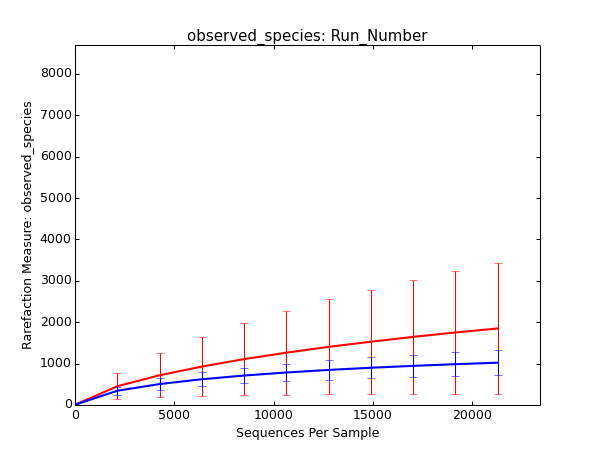 observed_species: Run_Number
8000
7000
6000
5000
4000
3000
2000
1000
0
Rarefaction Measure: observed_species
0 5000 10000 15000 20000
Sequences Per Sample